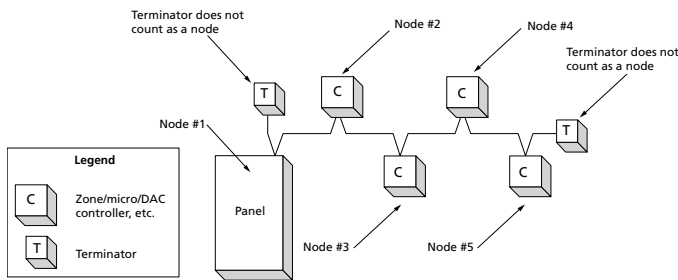 Terminator does not
count as a node
Node #2
Node #4
Terminator does not
count as a node
T
C
C
Node #1
T
Legend
C
Zone/micro/DAC
controller, etc.
T
Terminator
Panel
C
C
Node #3
Node #5